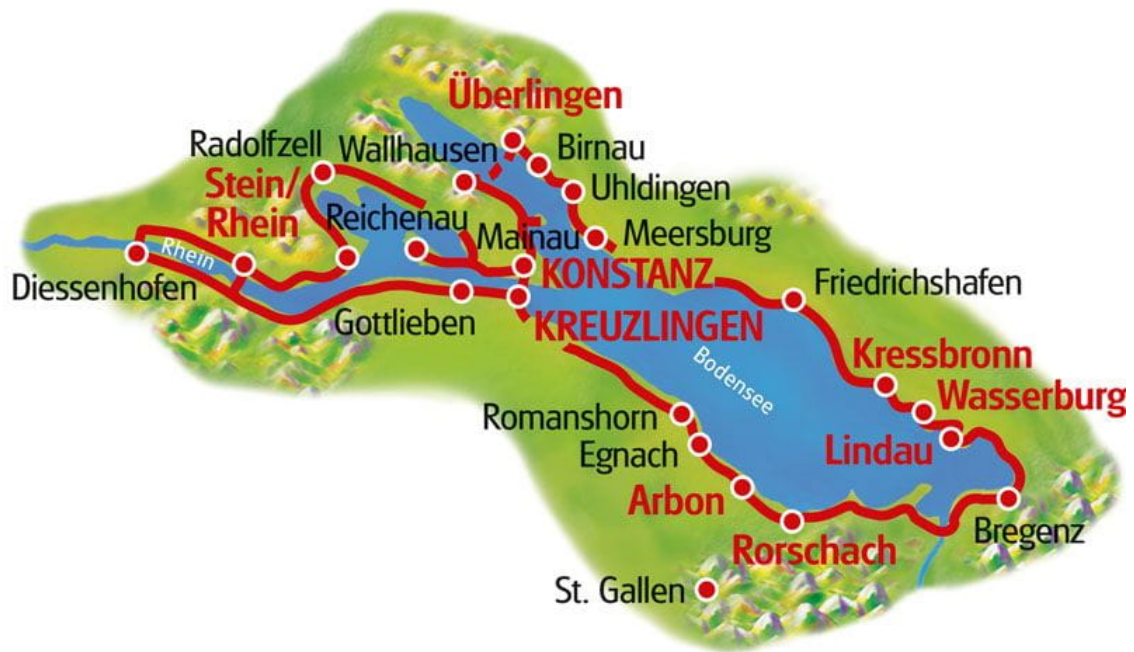 Überlingen
Radolfzell
Wallhausen
Birnau
Stein/
Rhein
Uhldingen
Reichenau
Mainau
Meersburg
Rhein
Diessenhofen
KONSTANZ
Friedrichshafen
Gottlieben
KREUZLINGEN
Bodensee
Kressbronn
Wasserburg
Romanshorn
Egnach
Lindau
Arbon
Bregenz
Rorschach
St. Gallen